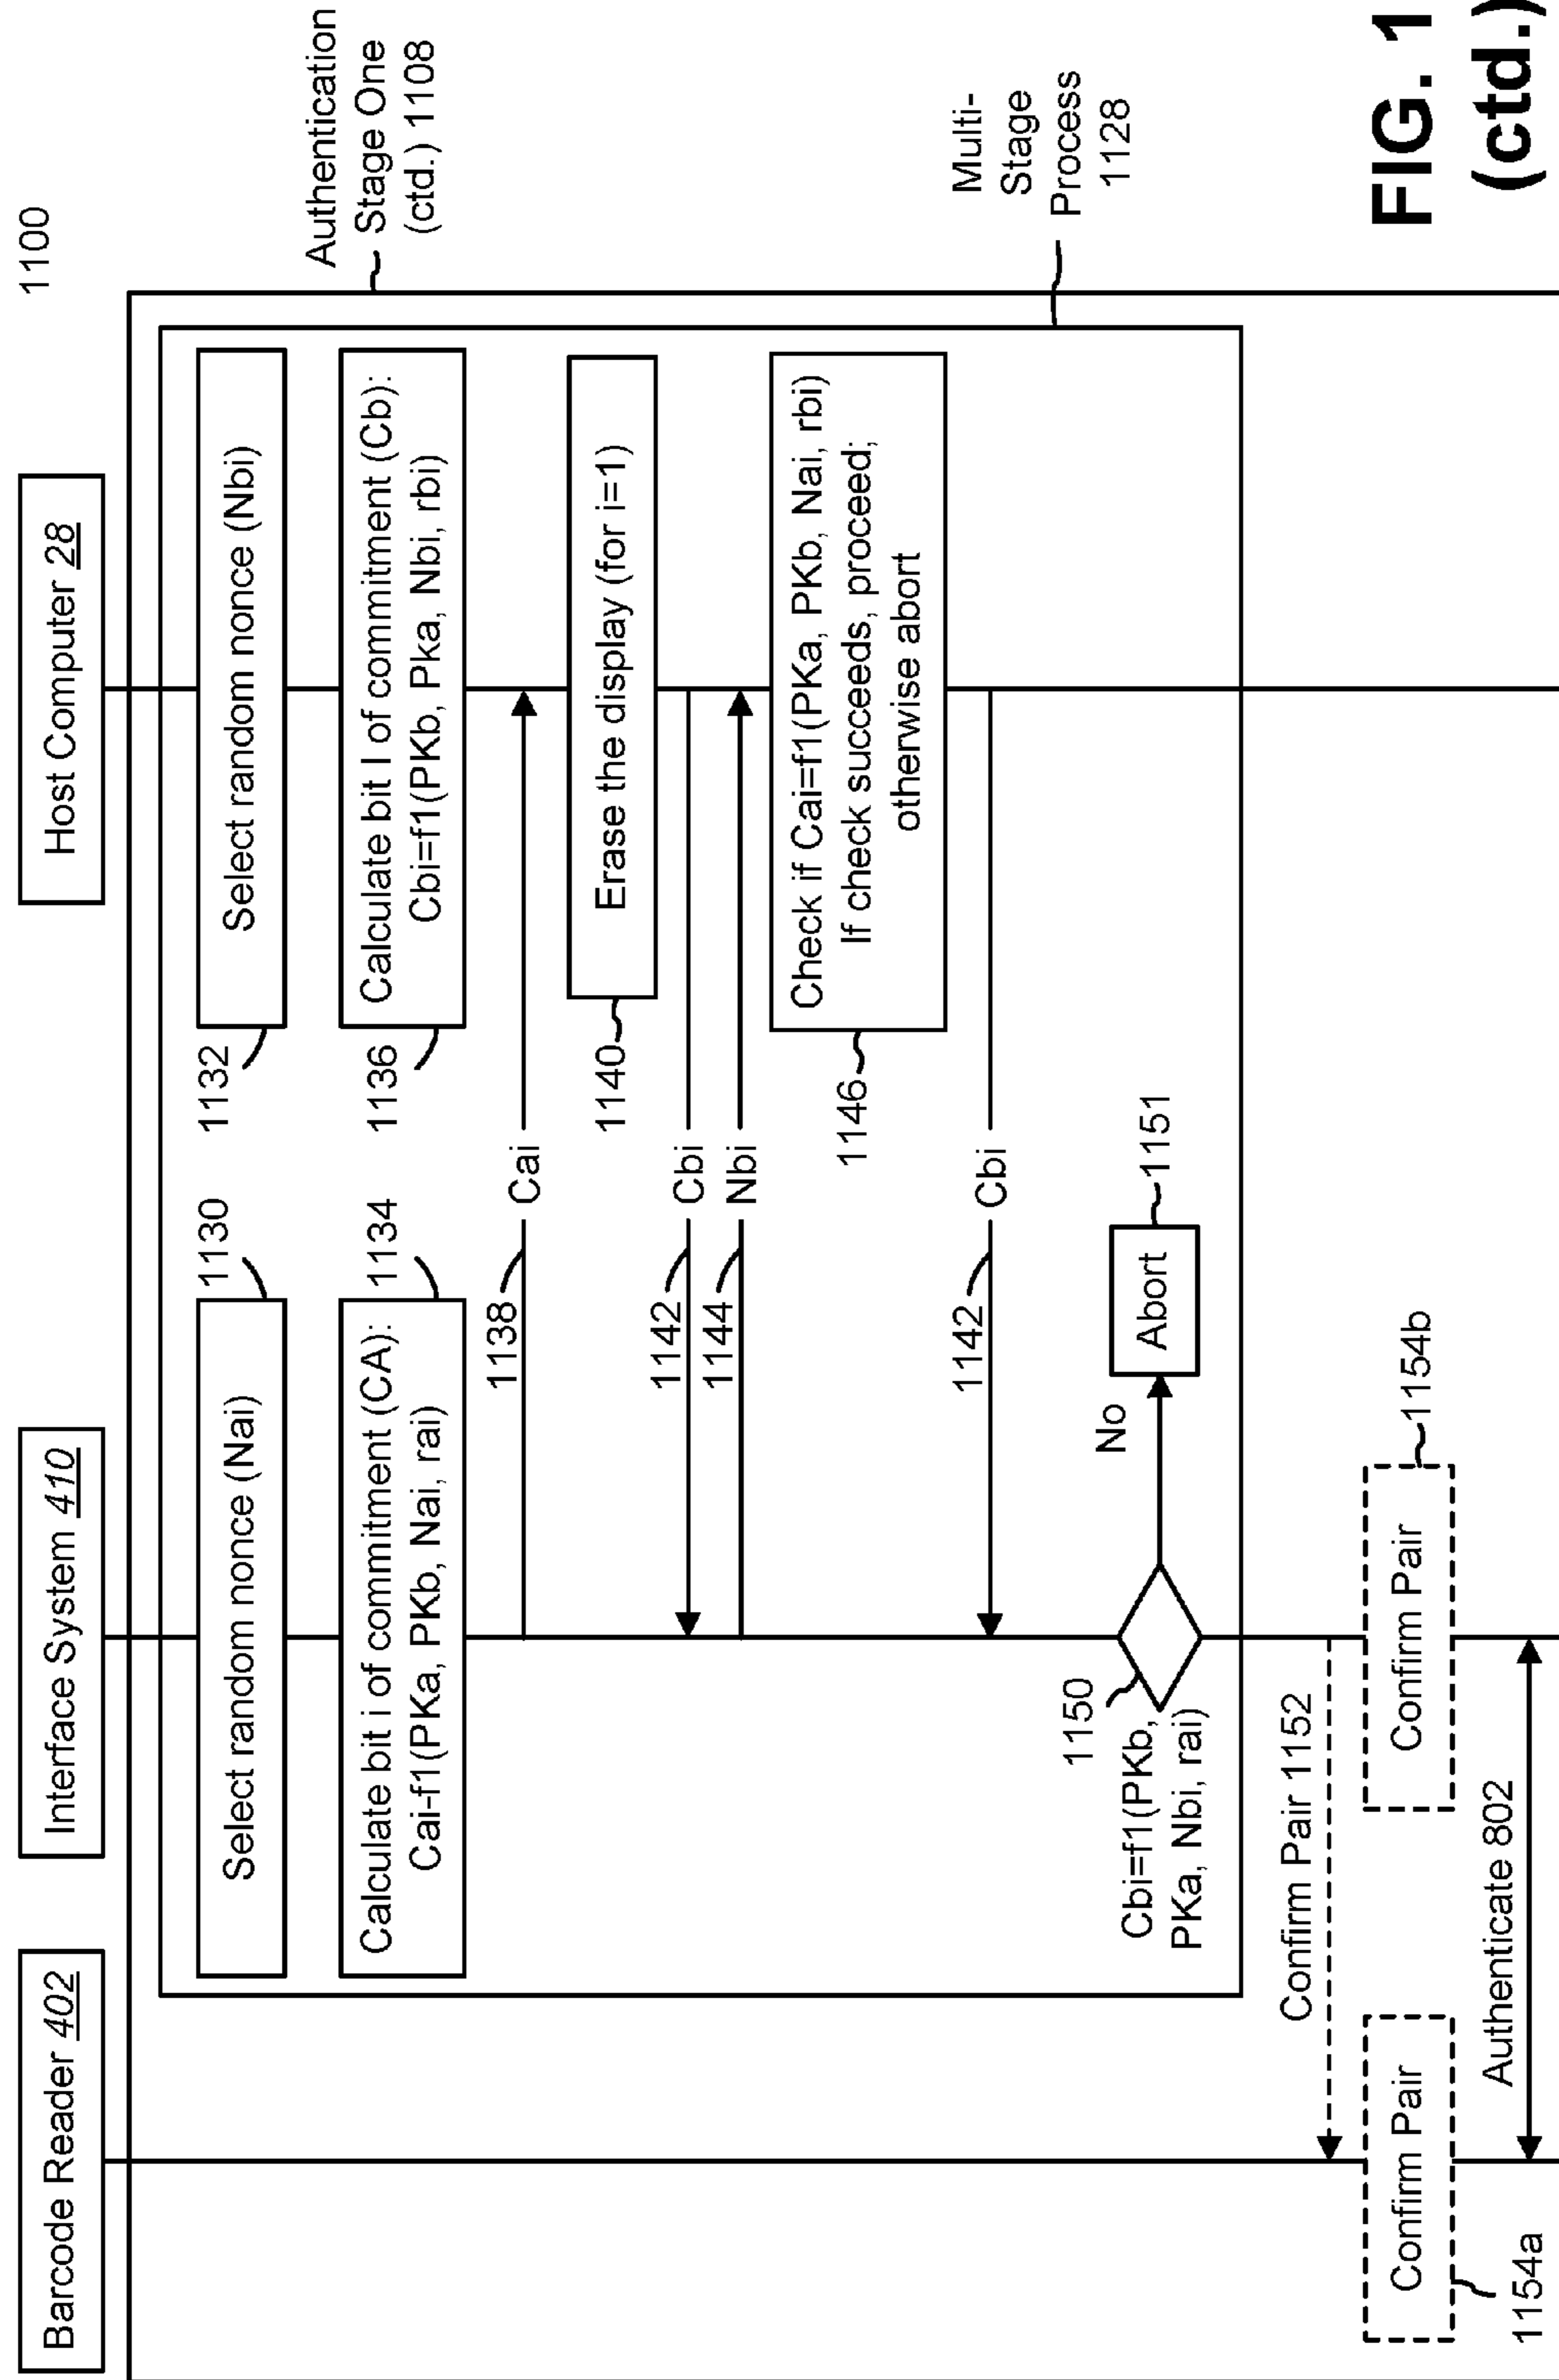 1100
Barcode Reader 402
Interface System 410
Host Computer 28
Authentication
Stage One
(ctd.) 1108
Select random nonce (Nai)
1130
1132
Select random nonce (Nbi)
Calculate bit i of commitment (CA):
Cai-f1(PKa, PKb, Nai, rai)
1134
1136
Calculate bit I of commitment (Cb):
Cbi=f1(PKb, Pka, Nbi, rbi)
1138
Cai
1140
Erase the display (for i=1)
1142
Cbi
1144
Nbi
1146
Check if Cai=f1(PKa, PKb, Nai, rbi)
If check succeeds, proceed;
otherwise abort
Multi-
Stage
Process
1128
1142
Cbi
1150
Cbi=f1(PKb,
PKa, Nbi, rai)
No
Abort
1151
Confirm Pair 1152
Confirm Pair
1154a
Confirm Pair
1154b
Authenticate 802
FIG. 1
(ctd.)